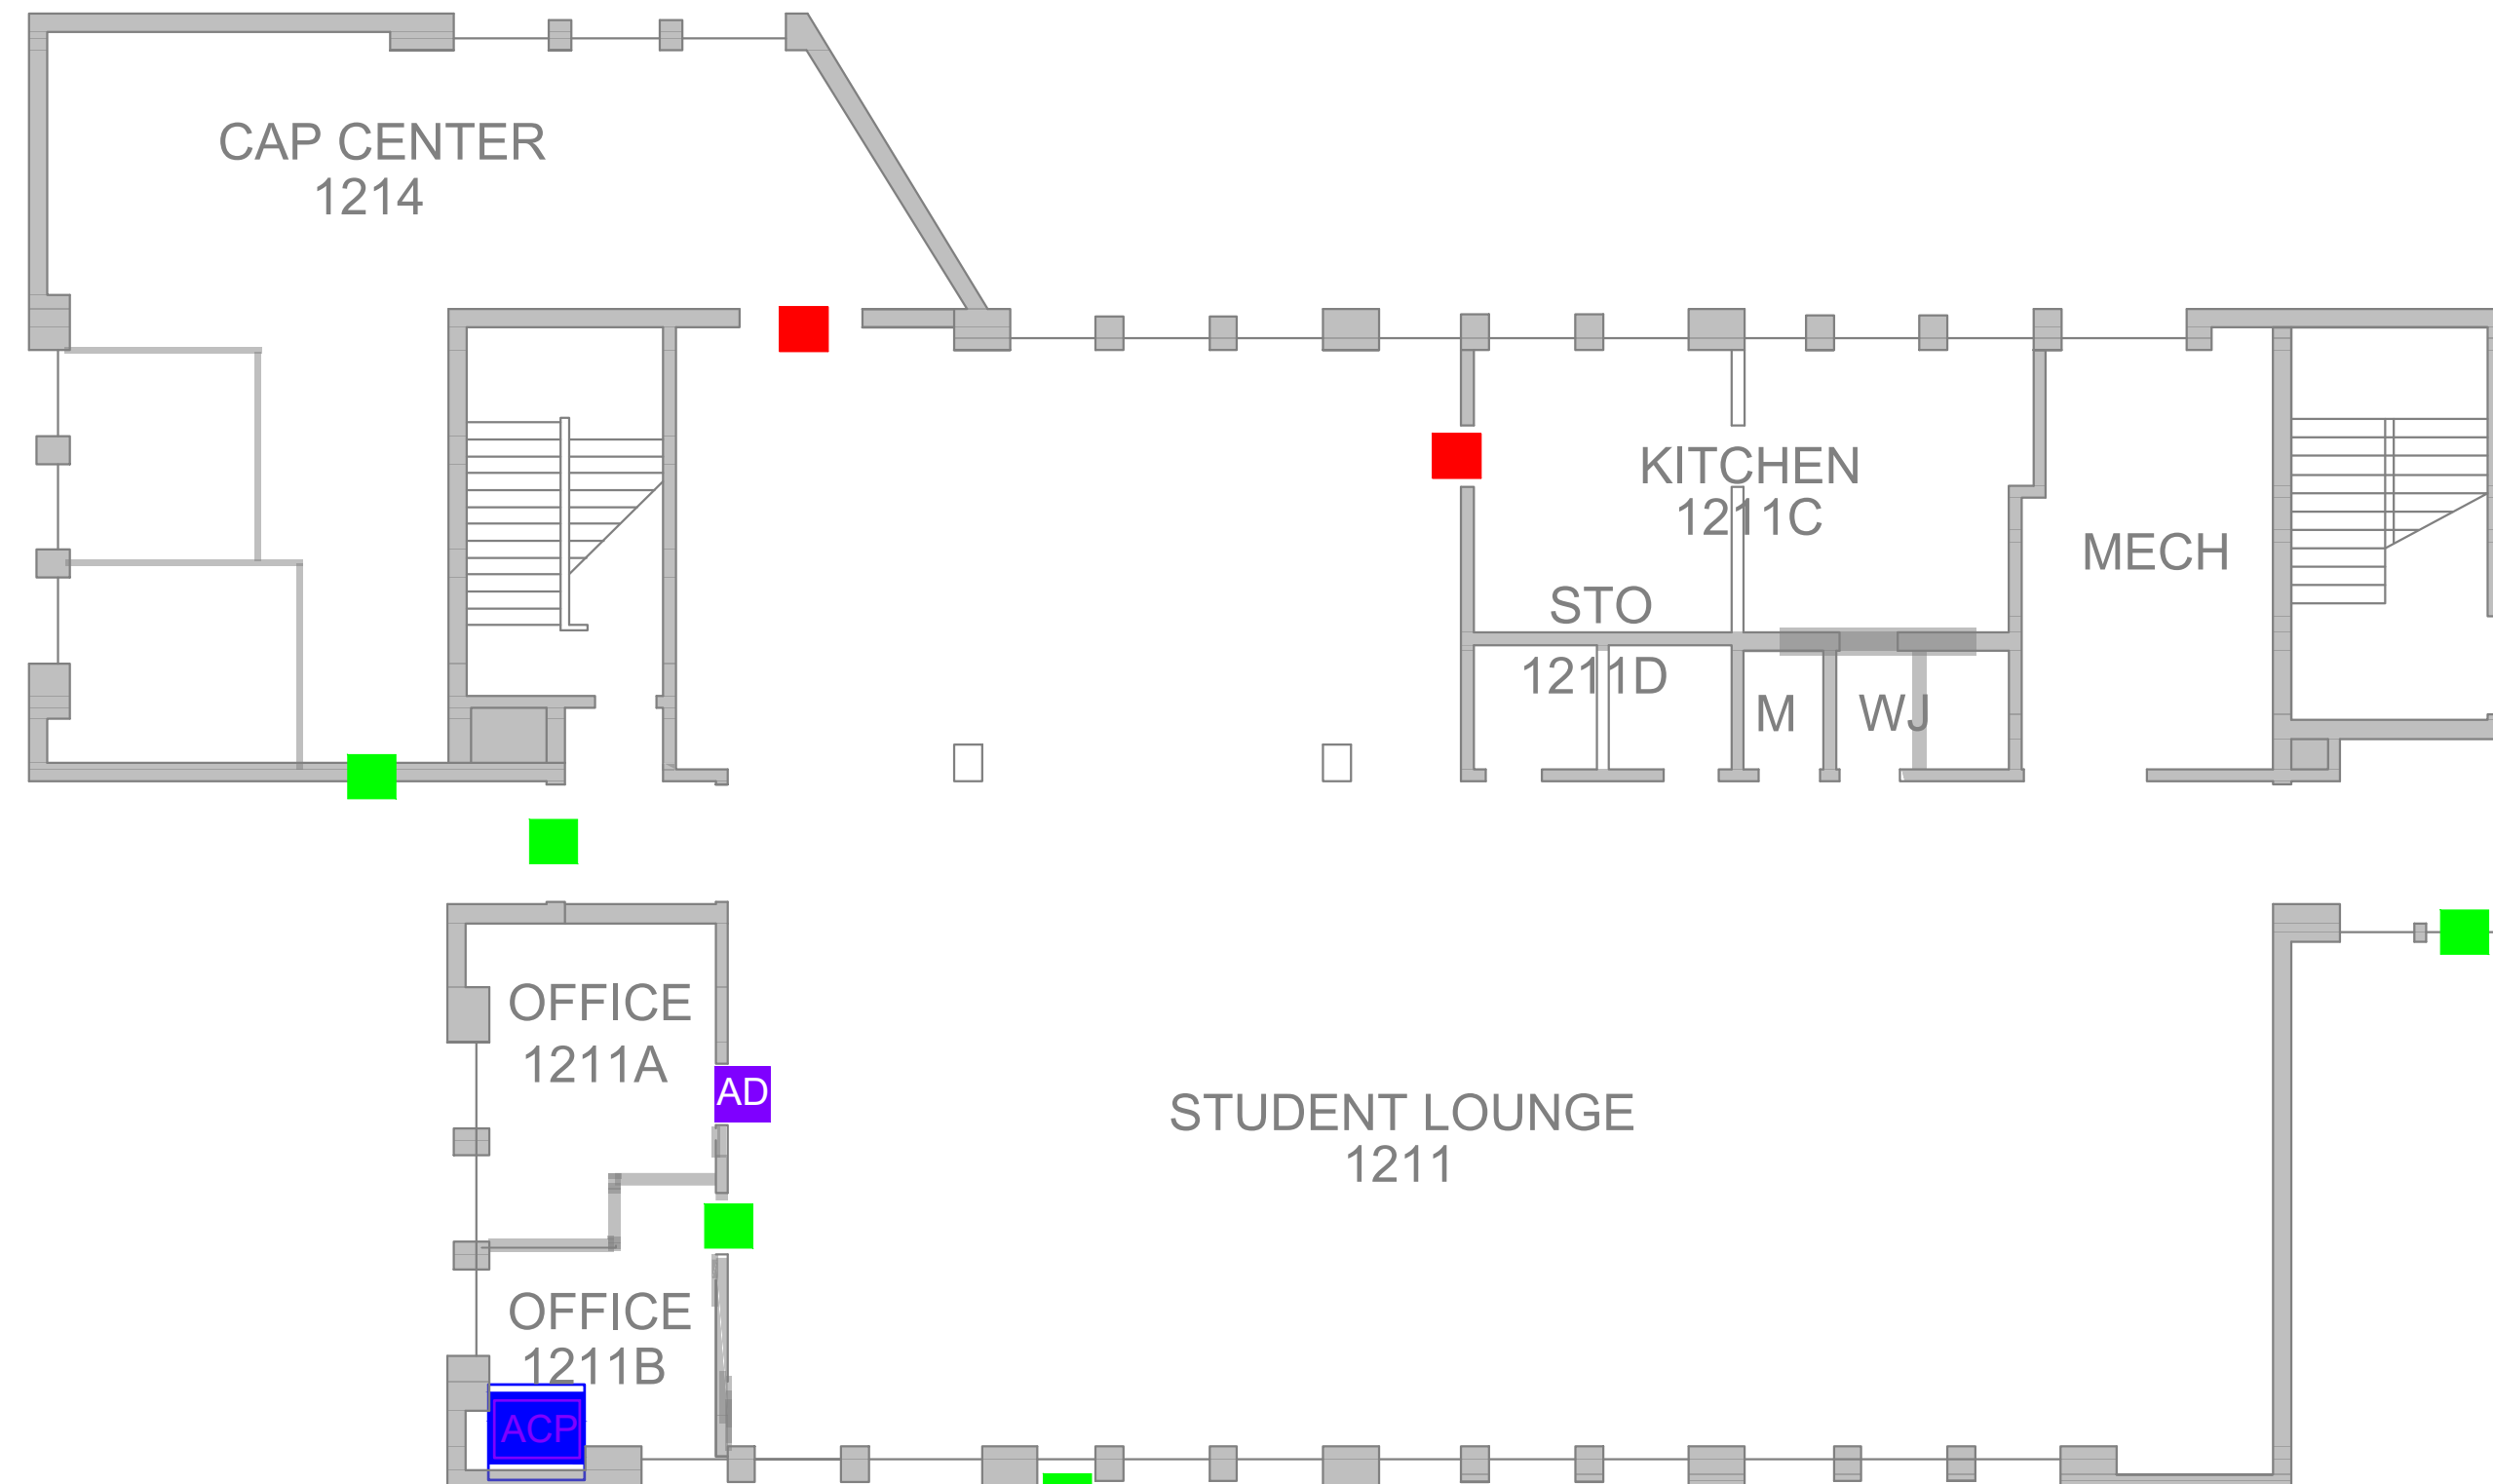 CAP CENTER
1214
KITCHEN
1211C
MECH
STO
1211D
M
WJ
OFFICE
1211A
AD
STUDENT LOUNGE
1211
OFFICE
1211B
ACP